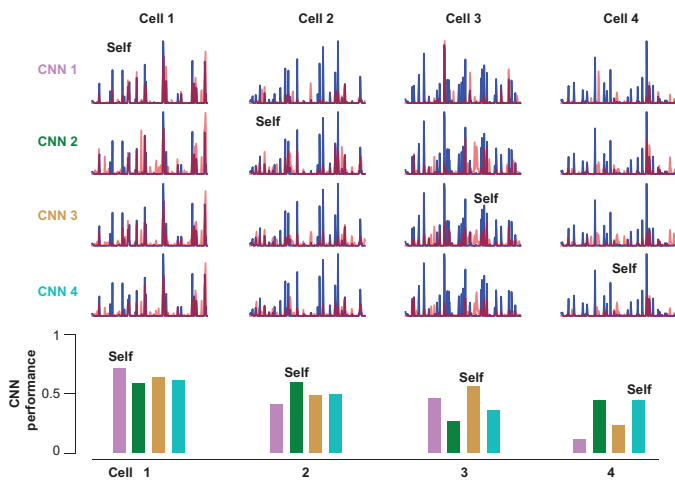 Cell 1 Cell 2 Cell 3 Cell 4
Self
CNN 1
Self
CNN 2
Self
CNN 3
Self
CNN 4
1
0.5
0
CNN
performance
Self
Self
Self
Self
Cell 1 2 3 4